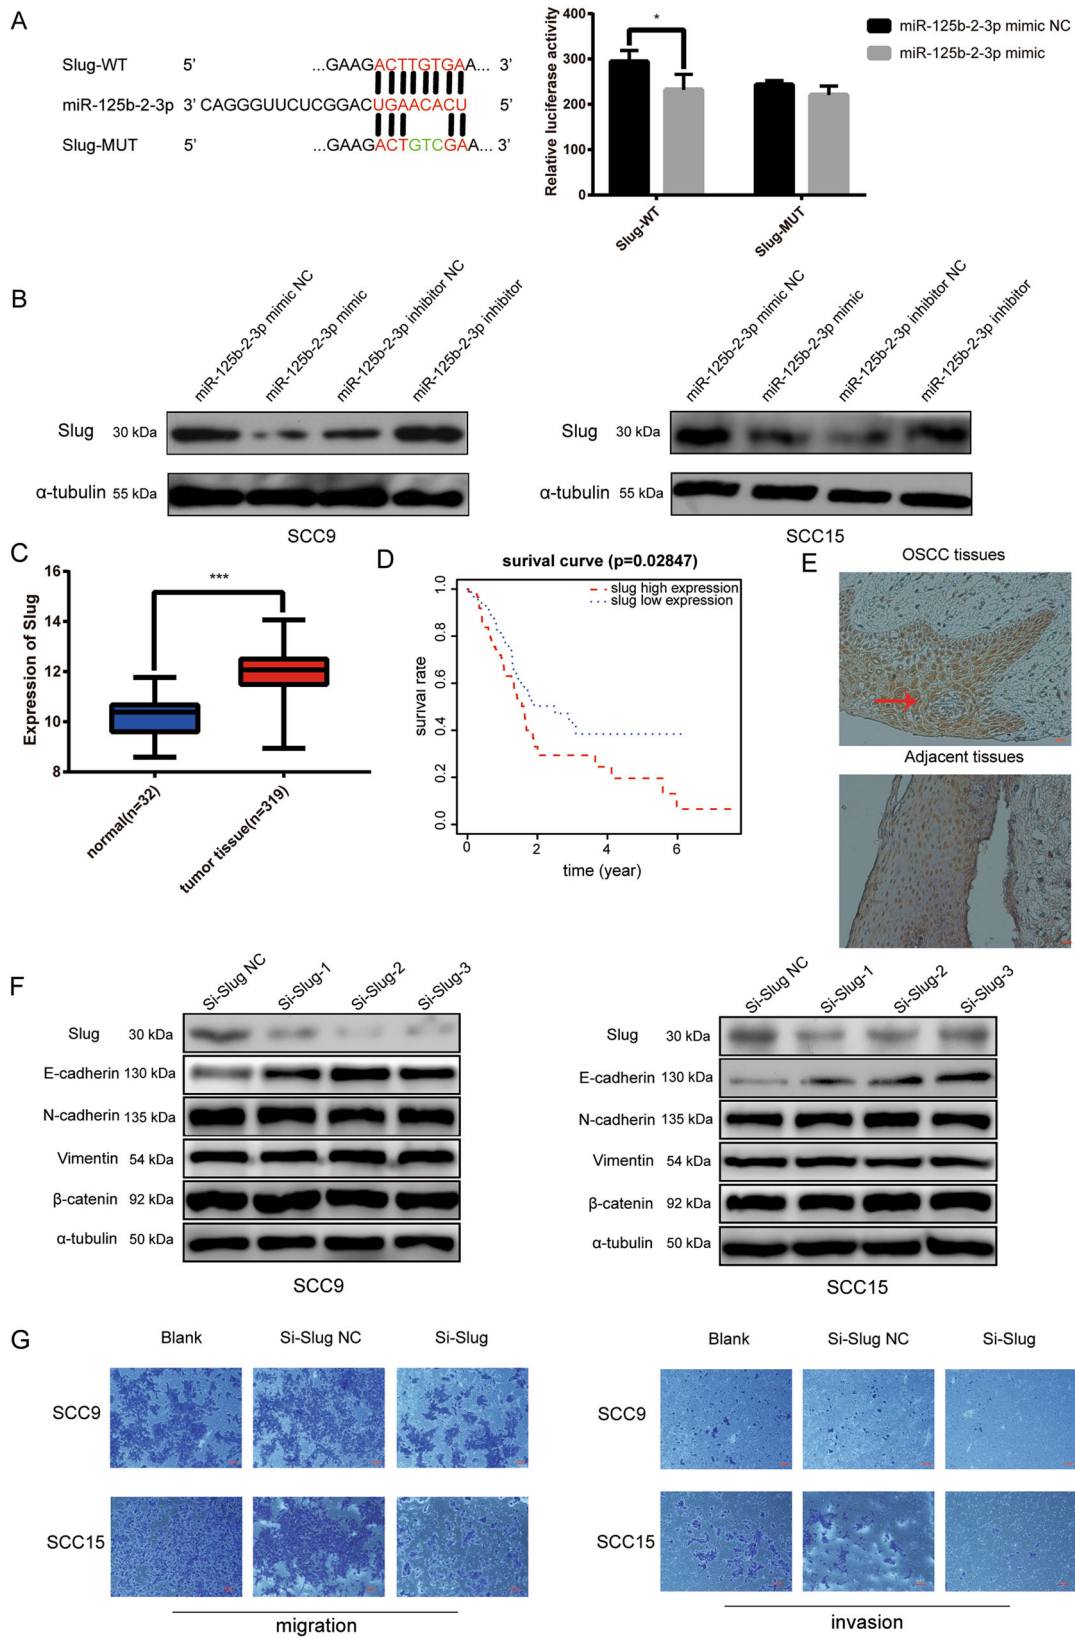 A
Slug-WT 5' ...GAAGACTTGTGAA... 3'
miR-125b-2-3p 3' CAGGGUUCUCGGACUGAACACU 5'
Slug-MUT 5' ...GAAGACTGTCGAA... 3'
Relative luciferase activity
400
300
200
100
0
*
Slug-WT
Slug-MUT
miR-125b-2-3p mimic NC
miR-125b-2-3p mimic
B
miR-125b-2-3p mimic NC
miR-125b-2-3p mimic
miR-125b-2-3p inhibitor NC
miR-125b-2-3p inhibitor
Slug 30 kDa
α-tubulin 55 kDa
SCC9
miR-125b-2-3p mimic NC
miR-125b-2-3p mimic
miR-125b-2-3p inhibitor NC
miR-125b-2-3p inhibitor
Slug 30 kDa
α-tubulin 55 kDa
SCC15
C
Expression of Slug
16
14
12
10
8
***
normal(n=32)
tumor tissue(n=319)
D
surival curve (p=0.02847)
slug high expression
slug low expression
surival rate
1.0
0.8
0.6
0.4
0.2
0.0
0 2 4 6
time (year)
E
OSCC tissues
Adjacent tissues
F
Si-Slug NC
Si-Slug-1
Si-Slug-2
Si-Slug-3
Slug 30 kDa
E-cadherin 130 kDa
N-cadherin 135 kDa
Vimentin 54 kDa
β-catenin 92 kDa
α-tubulin 50 kDa
SCC9
Si-Slug NC
Si-Slug-1
Si-Slug-2
Si-Slug-3
Slug 30 kDa
E-cadherin 130 kDa
N-cadherin 135 kDa
Vimentin 54 kDa
β-catenin 92 kDa
α-tubulin 50 kDa
SCC15
G
Blank Si-Slug NC Si-Slug
SCC9
SCC15
migration
Blank Si-Slug NC Si-Slug
SCC9
SCC15
invasion